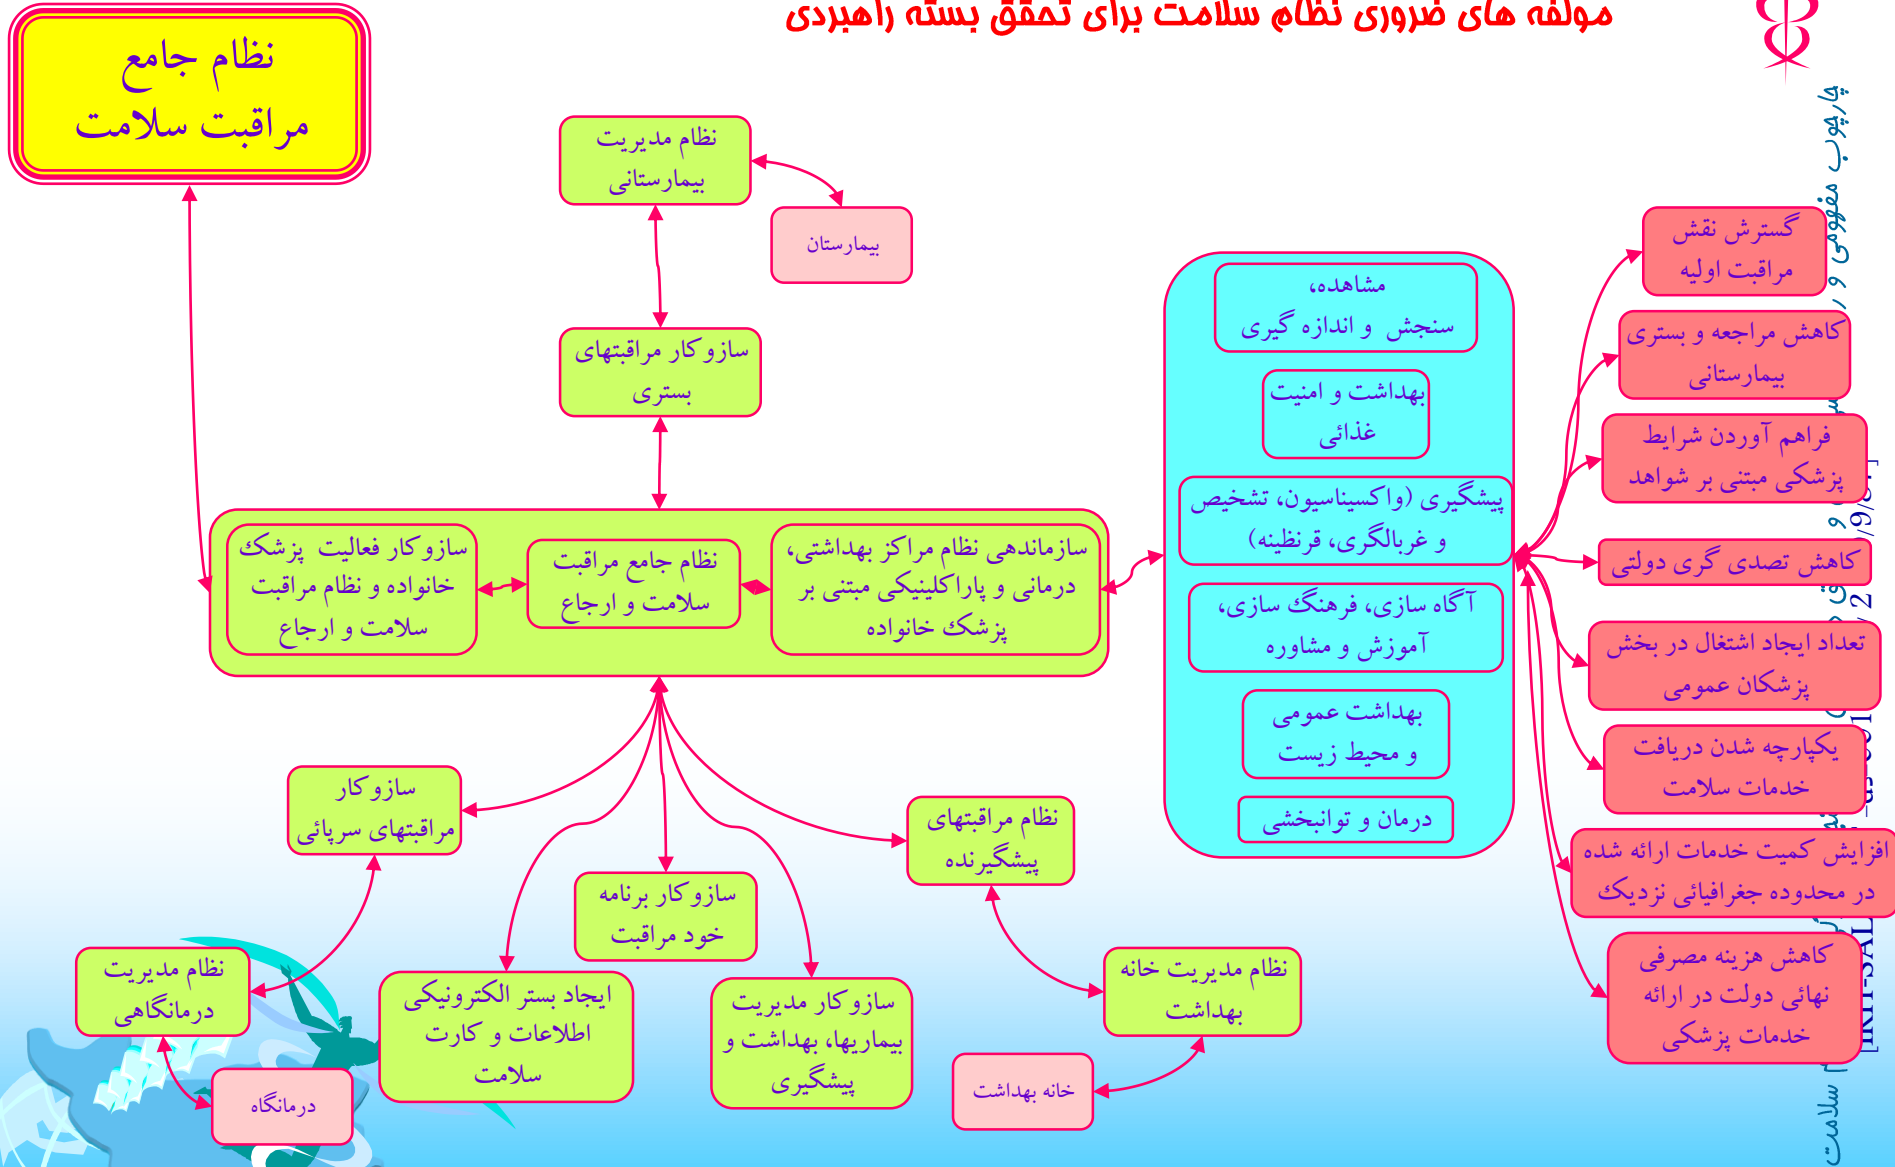 مولفه های ضروری نظام سلامت برای تحقق بسته راهبردی
نظام جامع
مراقبت سلامت
نظام مدیریت
بیمارستانی
بیمارستان
سازوکار مراقبتهای
بستری
سازماندهی نظام مراکز بهداشتی،
درمانی و پاراکلینیکی مبتنی بر
پزشک خانواده
نظام جامع مراقبت
سلامت و ارجاع
سازوکار فعالیت پزشک
خانواده و نظام مراقبت
سلامت و ارجاع
مشاهده،
سنجش و اندازه گیری
بهداشت و امنیت
غذائی
پیشگیری (واکسیناسیون، تشخیص
و غربالگری، قرنظینه)
آگاه سازی، فرهنگ سازی،
آموزش و مشاوره
بهداشت عمومی
و محیط زیست
درمان و توانبخشی
گسترش نقش
مراقبت اولیه
کاهش مراجعه و بستری
بیمارستانی
فراهم آوردن شرایط
پزشکی مبتنی بر شواهد
کاهش تصدی گری دولتی
تعداد ایجاد اشتغال در بخش
پزشکان عمومی
یکپارچه شدن دریافت
خدمات سلامت
افزایش کمیت خدمات ارائه شده
در محدوده جغرافیائی نزدیک
کاهش هزینه مصرفی
نهائی دولت در ارائه
خدمات پزشکی
سازوکار
مراقبتهای سرپائی
نظام مدیریت
درمانگاهی
درمانگاه
ایجاد بستر الکترونیکی
اطلاعات و کارت
سلامت
سازوکار برنامه
خود مراقبت
سازوکار مدیریت
بیماریها، بهداشت و
پیشگیری
نظام مراقبتهای
پیشگیرنده
نظام مدیریت خانه
بهداشت
خانه بهداشت
چارچوب مفهومی و
سلامت